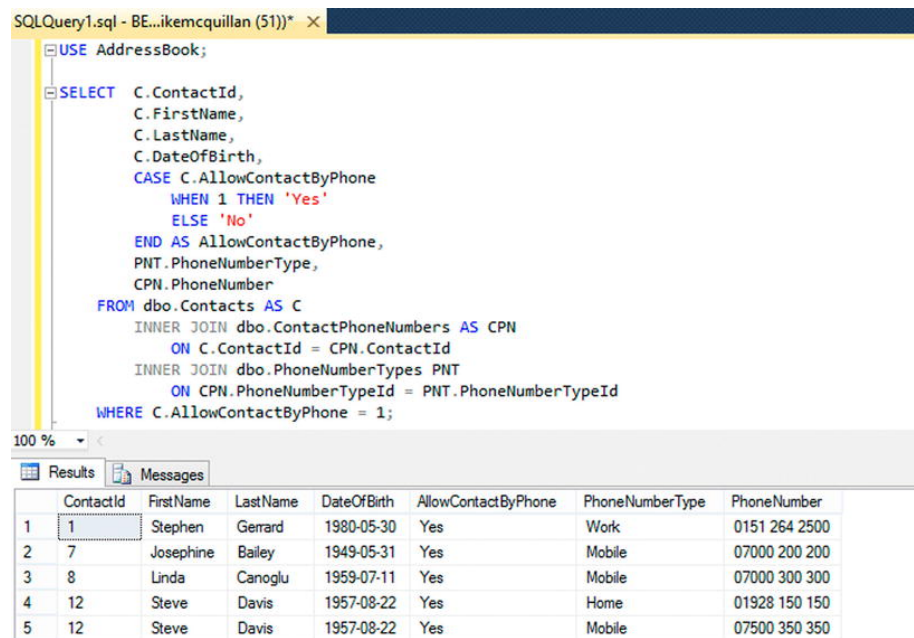 SQLQuery1.sql - BE...ikemcquillan (51))* ×
USE AddressBook;
SELECT C.ContactId,
C.FirstName,
C.LastName,
C.DateOfBirth,
CASE C.AllowContactByPhone
WHEN 1 THEN 'Yes'
ELSE 'No'
END AS AllowContactByPhone,
PNT.PhoneNumberType,
CPN.PhoneNumber
FROM dbo.Contacts AS C
INNER JOIN dbo.ContactPhoneNumbers AS CPN
ON C.ContactId = CPN.ContactId
INNER JOIN dbo.PhoneNumberTypes PNT
ON CPN.PhoneNumberTypeId = PNT.PhoneNumberTypeId
WHERE C.AllowContactByPhone = 1;
100 %
Results Messages
ContactId FirstName LastName DateOfBirth AllowContactByPhone PhoneNumberType PhoneNumber
1 1 Stephen Gerrard 1980-05-30 Yes Work 0151 264 2500
2 7 Josephine Bailey 1949-05-31 Yes Mobile 07000 200 200
3 8 Linda Canoglu 1959-07-11 Yes Mobile 07000 300 300
4 12 Steve Davis 1957-08-22 Yes Home 01928 150 150
5 12 Steve Davis 1957-08-22 Yes Mobile 07500 350 350